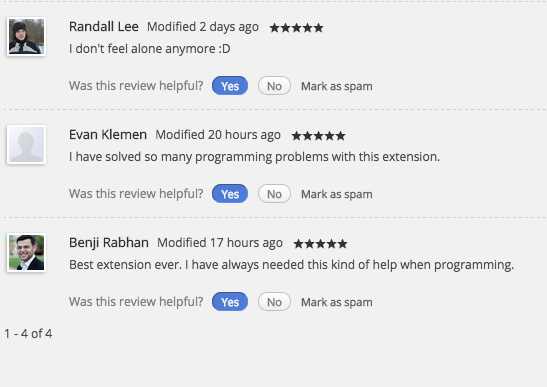 Randall Lee Modified 2 days ago ★★★★★
I don't feel alone anymore :D
Was this review helpful? Yes No Mark as spam
Evan Klemen Modified 20 hours ago ★★★★★
I have solved so many programming problems with this extension.
Was this review helpful? Yes No Mark as spam
Benji Rabhan Modified 17 hours ago ★★★★★
Best extension ever. I have always needed this kind of help when programming.
Was this review helpful? Yes No Mark as spam
1 - 4 of 4